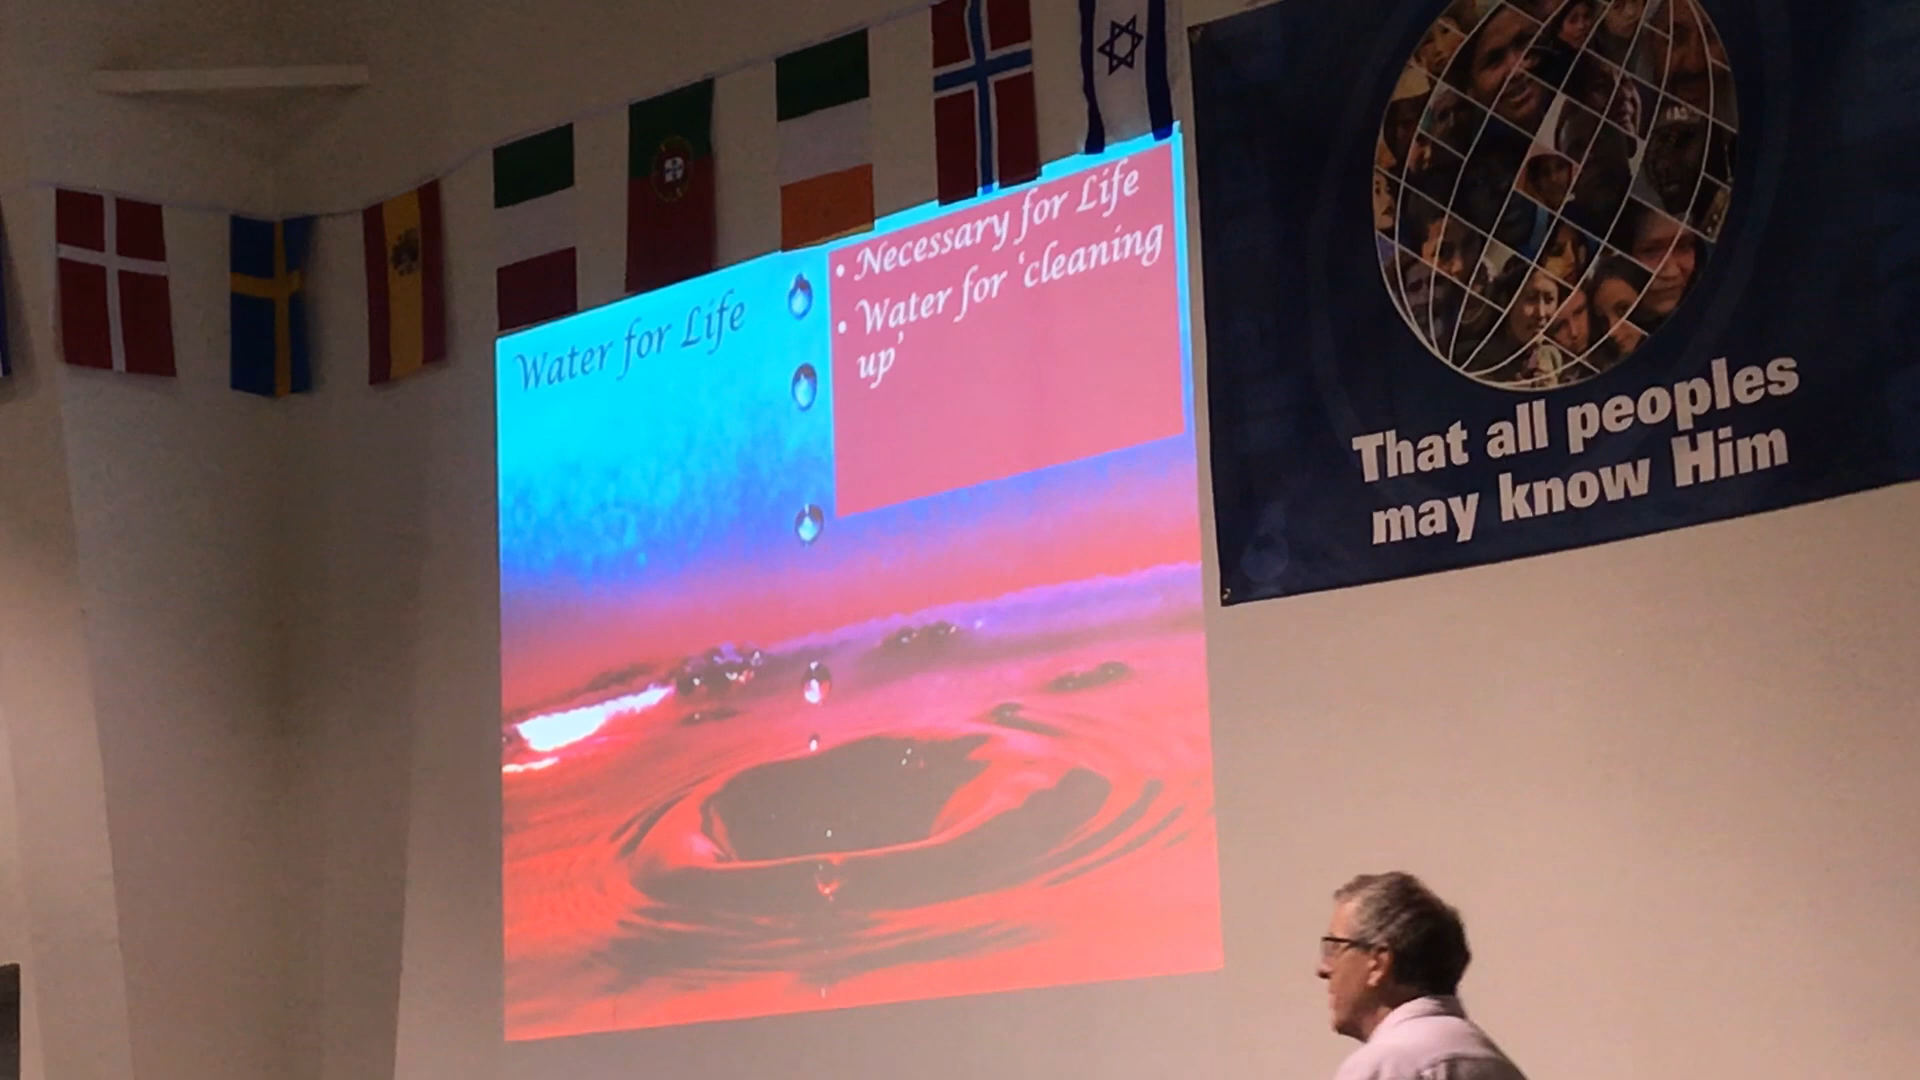 Water for Life
• Necessary for Life
• Water for ‘cleaning
up’
That all peoples
may know Him